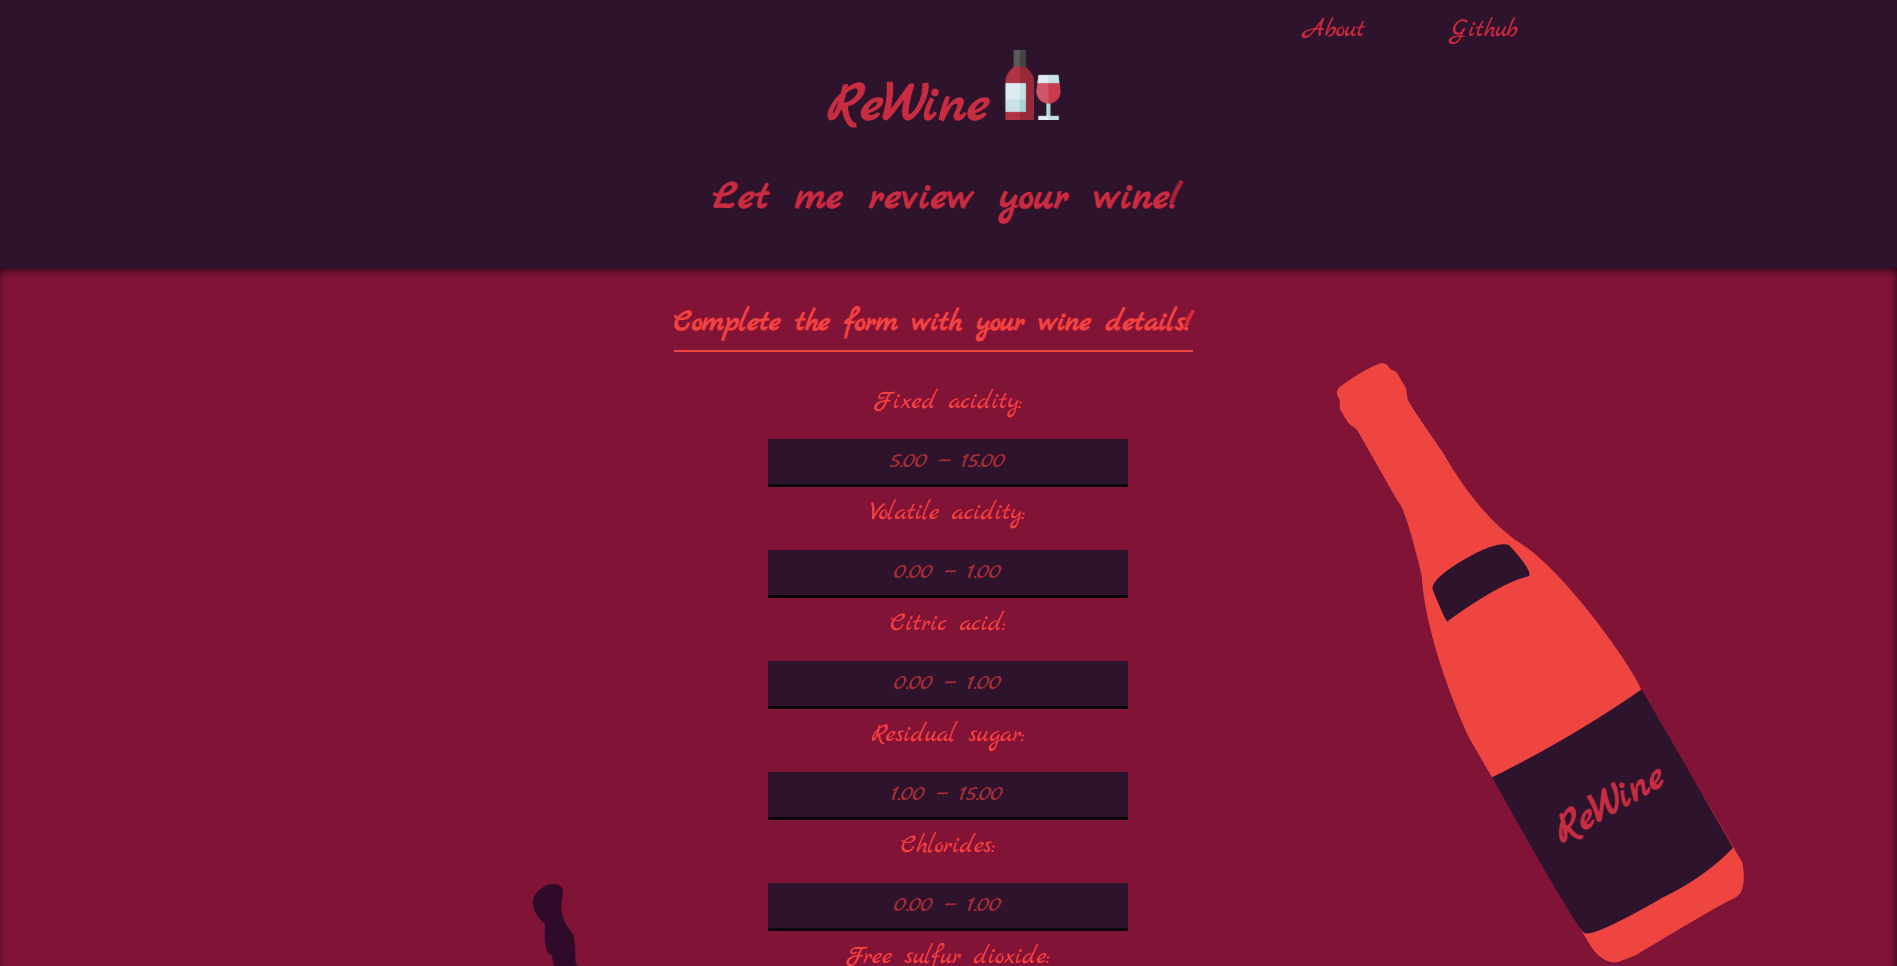 About Github
ReWine
Let me review your wine!
Complete the form with your wine details!
Fixed acidity:
5.00 - 15.00
Volatile acidity:
0.00 - 1.00
Citric acid:
0.00 - 1.00
Residual sugar:
1.00 - 15.00
Chlorides:
0.00 - 1.00
Free sulfur dioxide:
ReWine